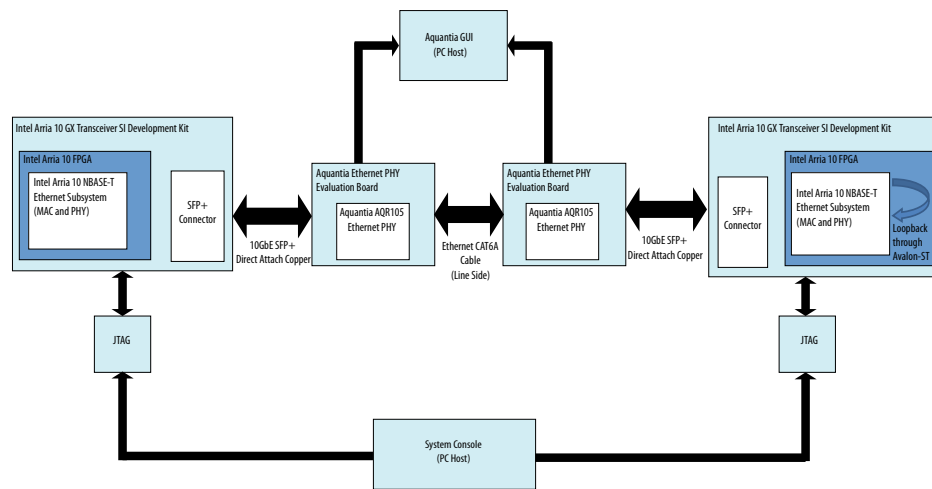 Aquantia GUI
(PC Host)
Intel Arria 10 GX Transceiver SI Development Kit
Intel Arria 10 FPGA
Intel Arria 10 NBASE-T
Ethernet Subsystem
(MAC and PHY)
SFP+
Connector
10GbE SFP+
Direct Attach Copper
Aquantia Ethernet PHY
Evaluation Board
Aquantia AQR105
Ethernet PHY
Ethernet CAT6A
Cable
(Line Side)
Aquantia Ethernet PHY
Evaluation Board
Aquantia AQR105
Ethernet PHY
10GbE SFP+
Direct Attach Copper
Intel Arria 10 GX Transceiver SI Development Kit
SFP+
Connector
Intel Arria 10 FPGA
Intel Arria 10 NBASE-T
Ethernet Subsystem
(MAC and PHY)
Loopback
through
Avalon-ST
JTAG
JTAG
System Console
(PC Host)